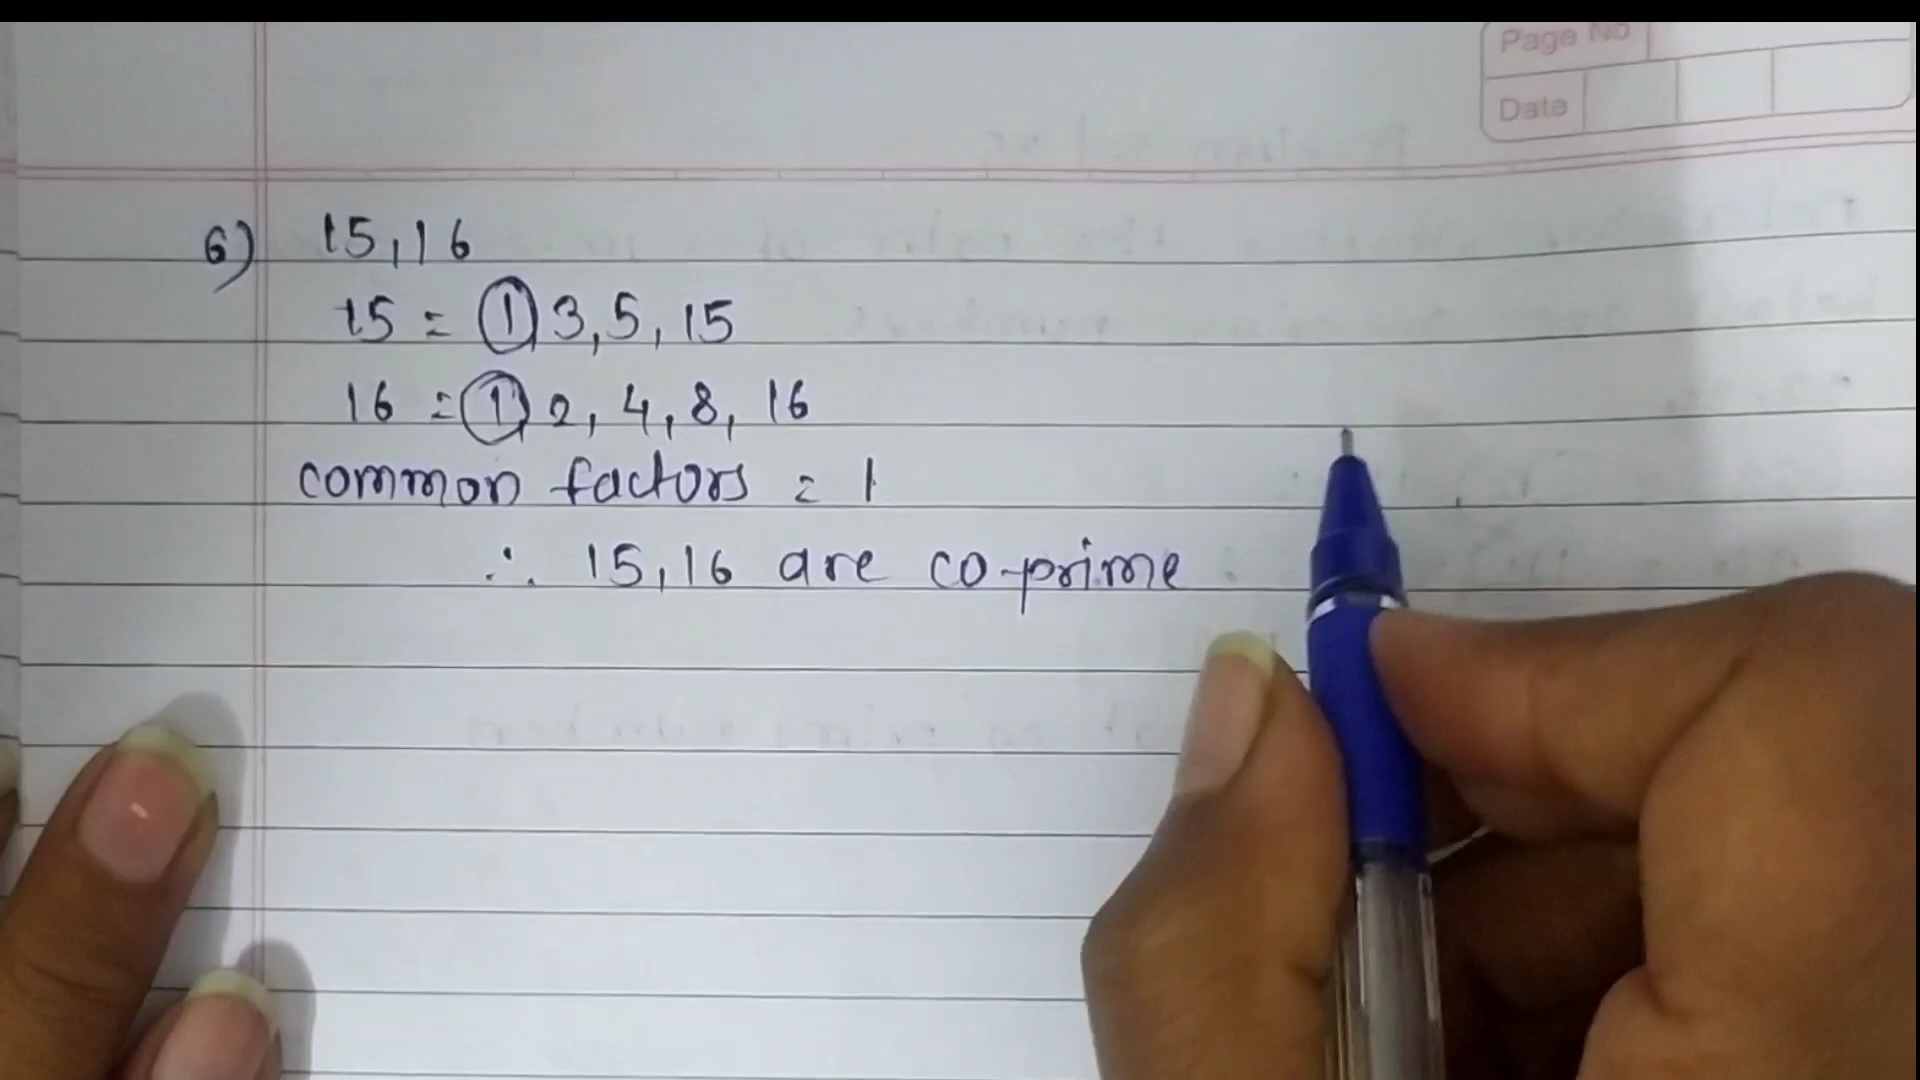 Page No
Date
6) 15, 16
15 = 1, 3, 5, 15
16 = 1, 2, 4, 8, 16
common factors = 1
∴ 15, 16 are co-prime